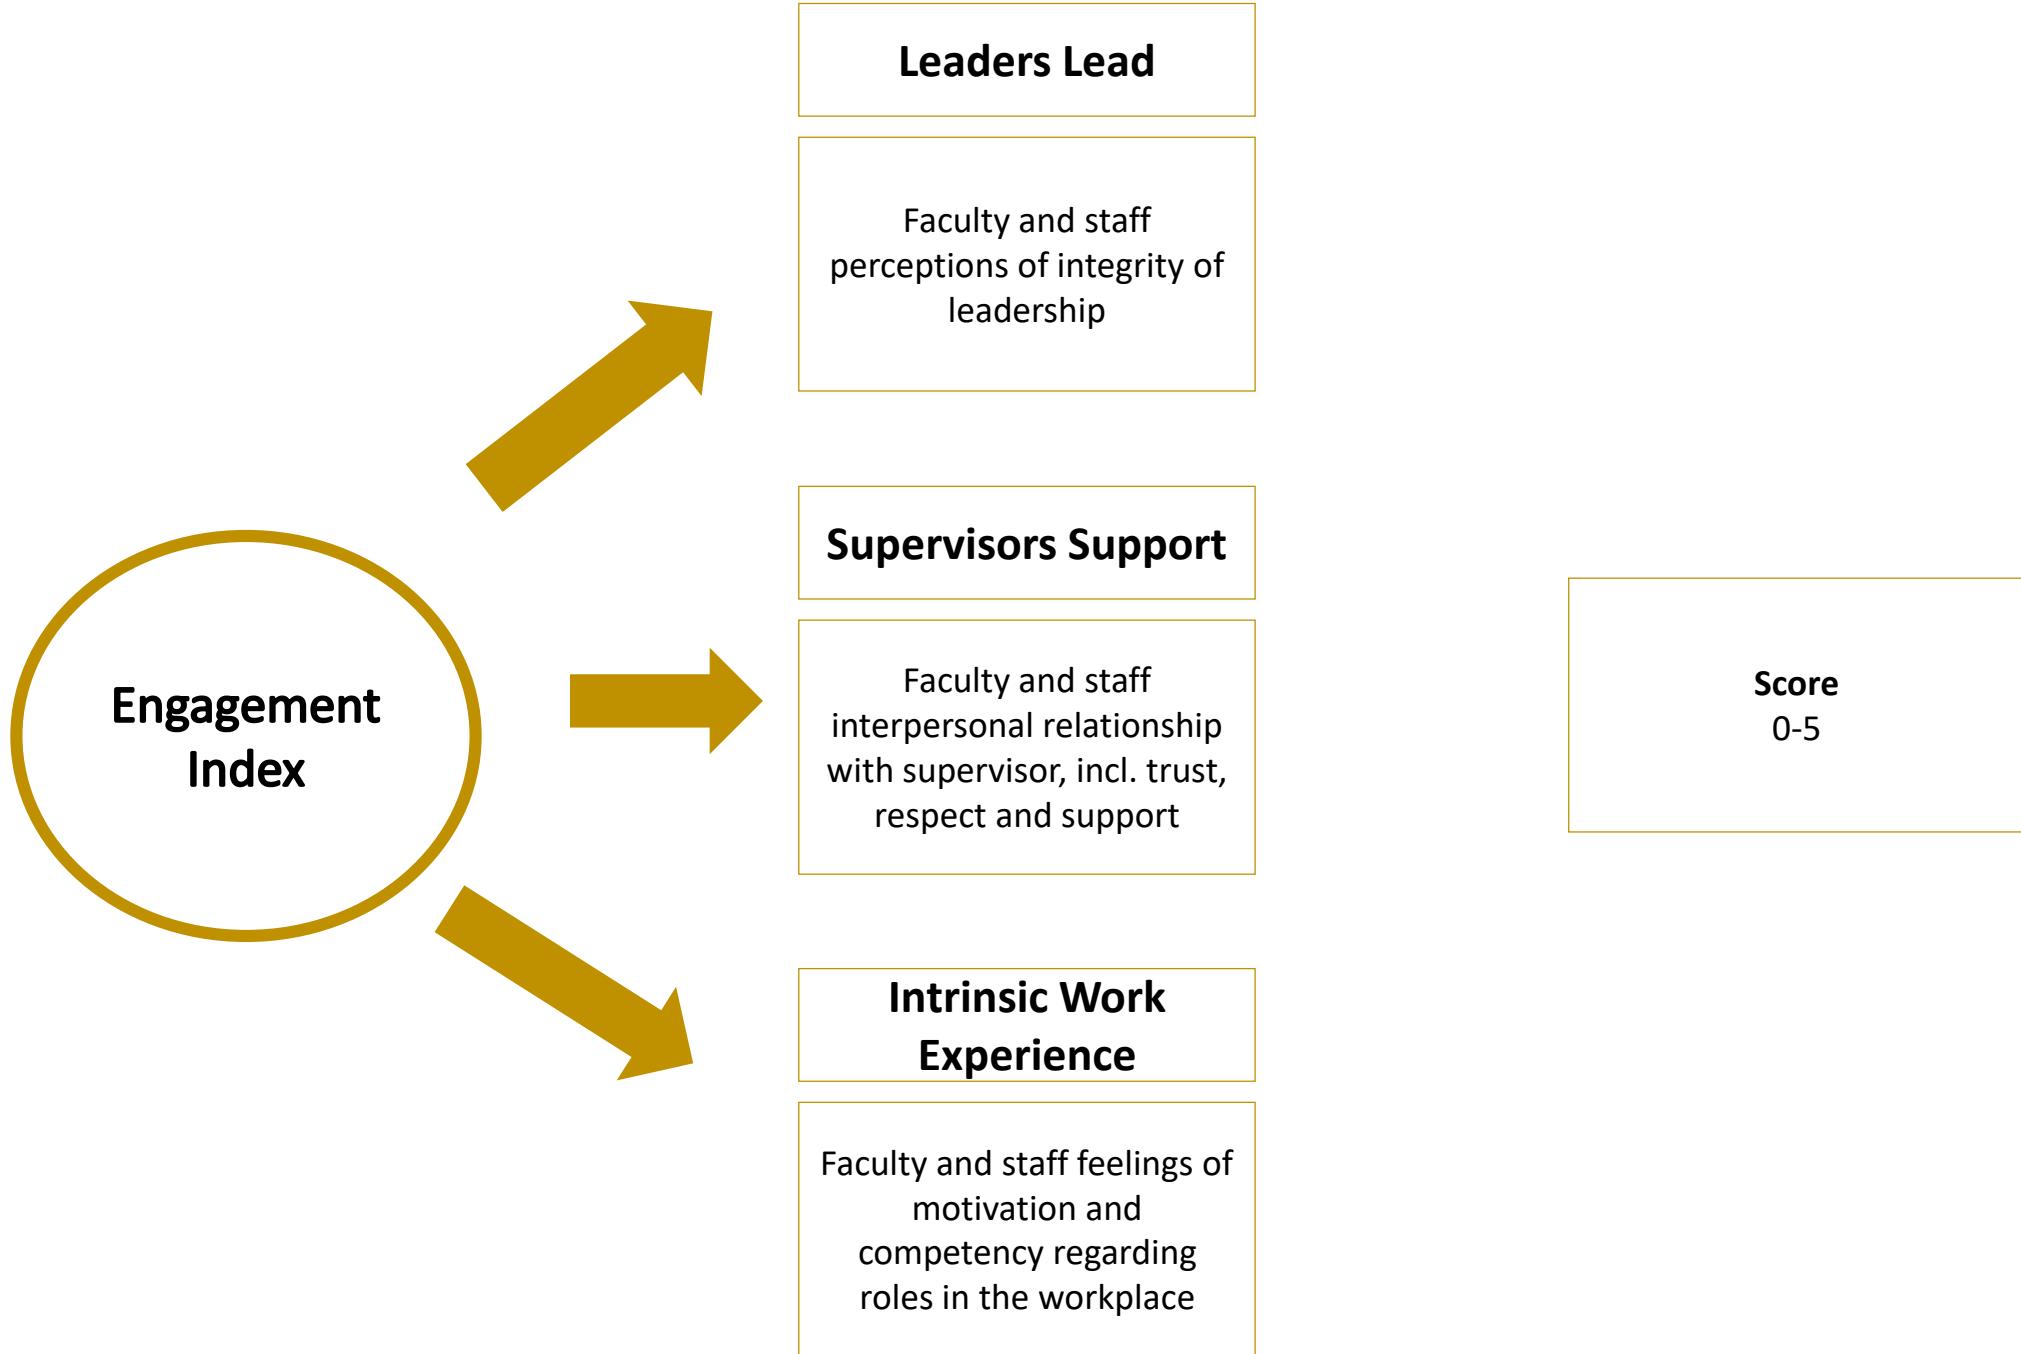 Leaders Lead
Faculty and staff
perceptions of integrity of
leadership
Engagement
Index
Supervisors Support
Faculty and staff
interpersonal relationship
with supervisor, incl. trust,
respect and support
Intrinsic Work
Experience
Faculty and staff feelings of
motivation and
competency regarding
roles in the workplace
Score
0-5